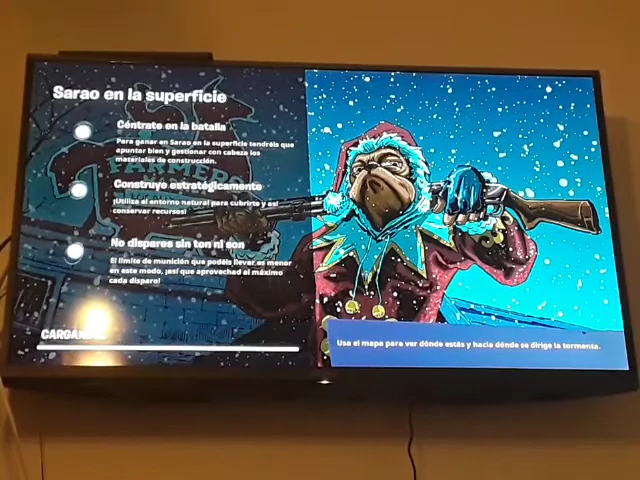 Sarao en la superficie
Céntrate en la batalla
Para ganar en Sarao en la superficie tendréis que
apuntar bien y gestionar con cabeza los
materiales de construcción.
Construye estratégicamente
¡Utiliza el entorno natural para cubrirte y así
conservar recursos!
No dispares sin ton ni son
El límite de munición que podéis llevar es menor
en este modo, ¡así que aprovechad al máximo
cada disparo!
FARMERS
Usa el mapa para ver dónde estás y hacia dónde se dirige la tormenta.